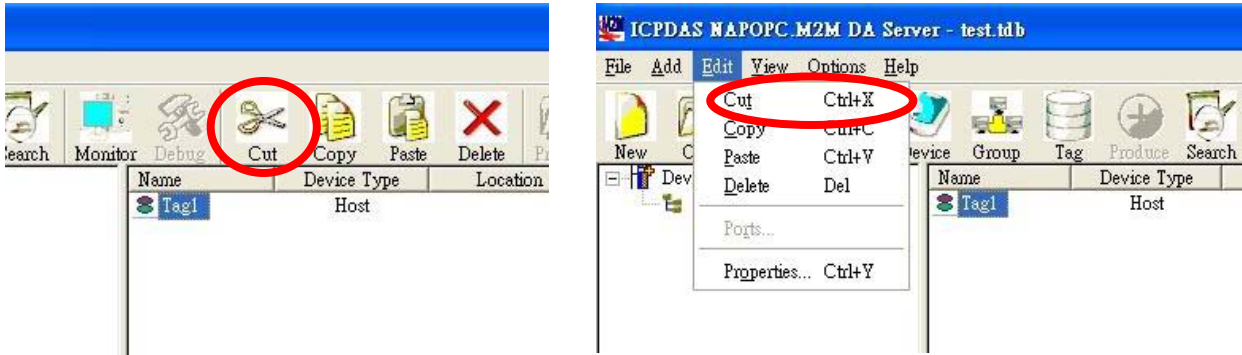 Search Monitor Debug Cut Copy Paste Delete
Name Device Type Location
Tag1 Host
ICPDAS NAPOPC.M2M DA Server - test.tdb
File Add Edit View Options Help
Cut Ctrl+X
Copy Ctrl+C
Paste Ctrl+V
Delete Del
Ports...
Properties... Ctrl+Y
New Device Group Tag Produce Search
Dev Name Device Type
Tag1 Host